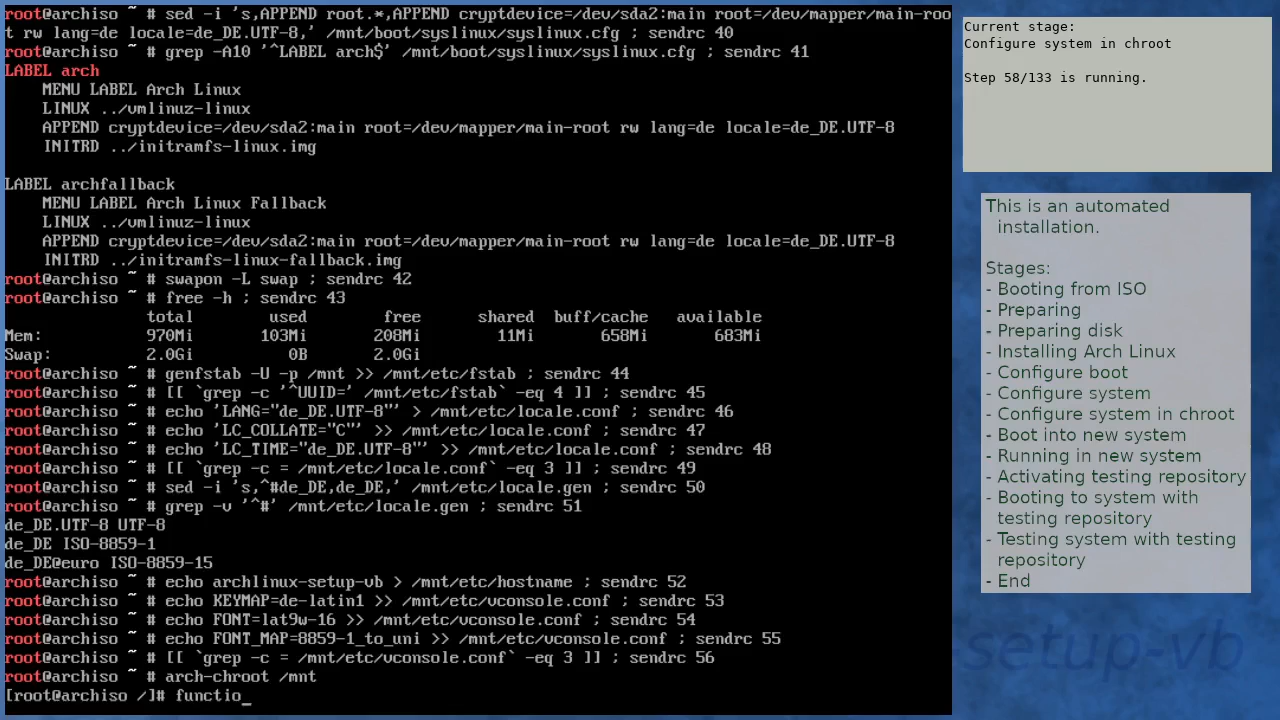 root@archiso ~ # sed -i 's,APPEND root.*,APPEND cryptdevice=/dev/sda2:main root=/dev/mapper/main-roo
t rw lang=de locale=de_DE.UTF-8,' /mnt/boot/syslinux/syslinux.cfg ; sendrc 40
root@archiso ~ # grep -A10 '^LABEL arch$' /mnt/boot/syslinux/syslinux.cfg ; sendrc 41
LABEL arch
    MENU LABEL Arch Linux
    LINUX ../vmlinuz-linux
    APPEND cryptdevice=/dev/sda2:main root=/dev/mapper/main-root rw lang=de locale=de_DE.UTF-8
    INITRD ../initramfs-linux.img
LABEL archfallback
    MENU LABEL Arch Linux Fallback
    LINUX ../vmlinuz-linux
    APPEND cryptdevice=/dev/sda2:main root=/dev/mapper/main-root rw lang=de locale=de_DE.UTF-8
    INITRD ../initramfs-linux-fallback.img
root@archiso ~ # swapon -L swap ; sendrc 42
root@archiso ~ # free -h ; sendrc 43
               total        used        free      shared  buff/cache   available
Mem:           970Mi       103Mi       208Mi        11Mi       658Mi       683Mi
Swap:          2.0Gi          0B       2.0Gi
root@archiso ~ # genfstab -U -p /mnt >> /mnt/etc/fstab ; sendrc 44
root@archiso ~ # [[ `grep -c '^UUID=' /mnt/etc/fstab` -eq 4 ]] ; sendrc 45
root@archiso ~ # echo 'LANG="de_DE.UTF-8"' > /mnt/etc/locale.conf ; sendrc 46
root@archiso ~ # echo 'LC_COLLATE="C"' >> /mnt/etc/locale.conf ; sendrc 47
root@archiso ~ # echo 'LC_TIME="de_DE.UTF-8"' >> /mnt/etc/locale.conf ; sendrc 48
root@archiso ~ # [[ `grep -c = /mnt/etc/locale.conf` -eq 3 ]] ; sendrc 49
root@archiso ~ # sed -i 's,^#de_DE,de_DE,' /mnt/etc/locale.gen ; sendrc 50
root@archiso ~ # grep -v '^#' /mnt/etc/locale.gen ; sendrc 51
de_DE.UTF-8 UTF-8
de_DE ISO-8859-1
de_DE@euro ISO-8859-15
root@archiso ~ # echo archlinux-setup-vb > /mnt/etc/hostname ; sendrc 52
root@archiso ~ # echo KEYMAP=de-latin1 >> /mnt/etc/vconsole.conf ; sendrc 53
root@archiso ~ # echo FONT=lat9w-16 >> /mnt/etc/vconsole.conf ; sendrc 54
root@archiso ~ # echo FONT_MAP=8859-1_to_uni >> /mnt/etc/vconsole.conf ; sendrc 55
root@archiso ~ # [[ `grep -c = /mnt/etc/vconsole.conf` -eq 3 ]] ; sendrc 56
root@archiso ~ # arch-chroot /mnt
[root@archiso /]# functio_
Current stage:
Configure system in chroot
Step 58/133 is running.
This is an automated
installation.
Stages:
- Booting from ISO
- Preparing
- Preparing disk
- Installing Arch Linux
- Configure boot
- Configure system
- Configure system in chroot
- Boot into new system
- Running in new system
- Activating testing repository
- Booting to system with
testing repository
- Testing system with testing
repository
- End
-setup-vb